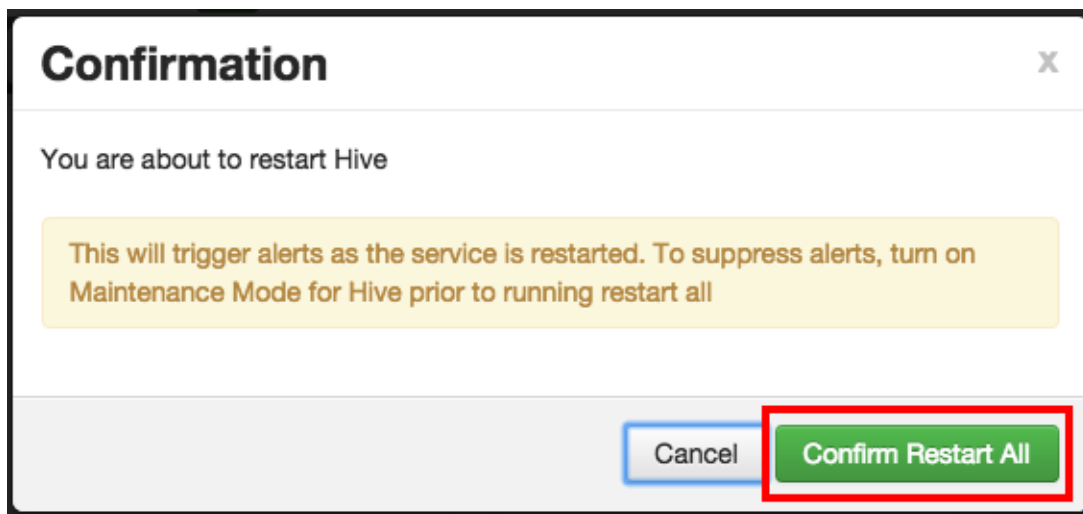 Confirmation
x
You are about to restart Hive
This will trigger alerts as the service is restarted. To suppress alerts, turn on
Maintenance Mode for Hive prior to running restart all
Cancel
Confirm Restart All